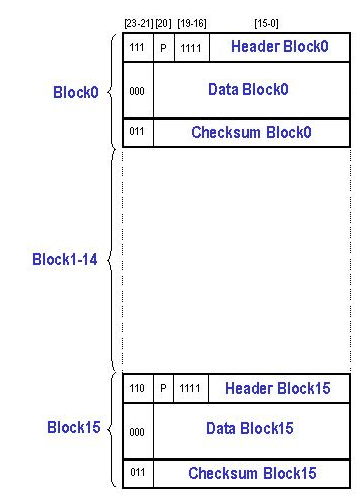 [23-21] [20] [19-16] [15-0]
111 P 1111 Header Block0
Block0 000 Data Block0
011 Checksum Block0
Block1-14
110 P 1111 Header Block15
Block15 000 Data Block15
011 Checksum Block15